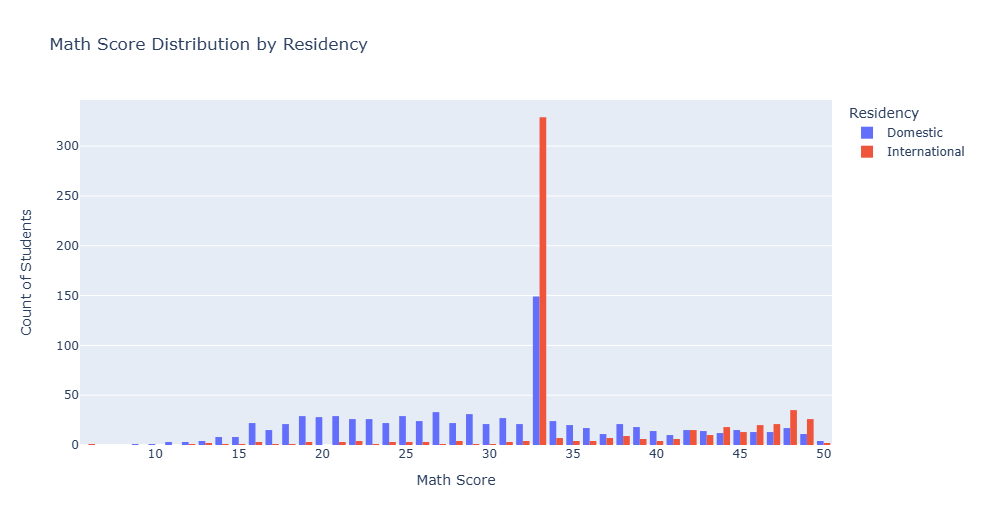 Math Score Distribution by Residency
Residency
Domestic
International
Count of Students
300
250
200
150
100
50
0
10 15 20 25 30 35 40 45 50
Math Score